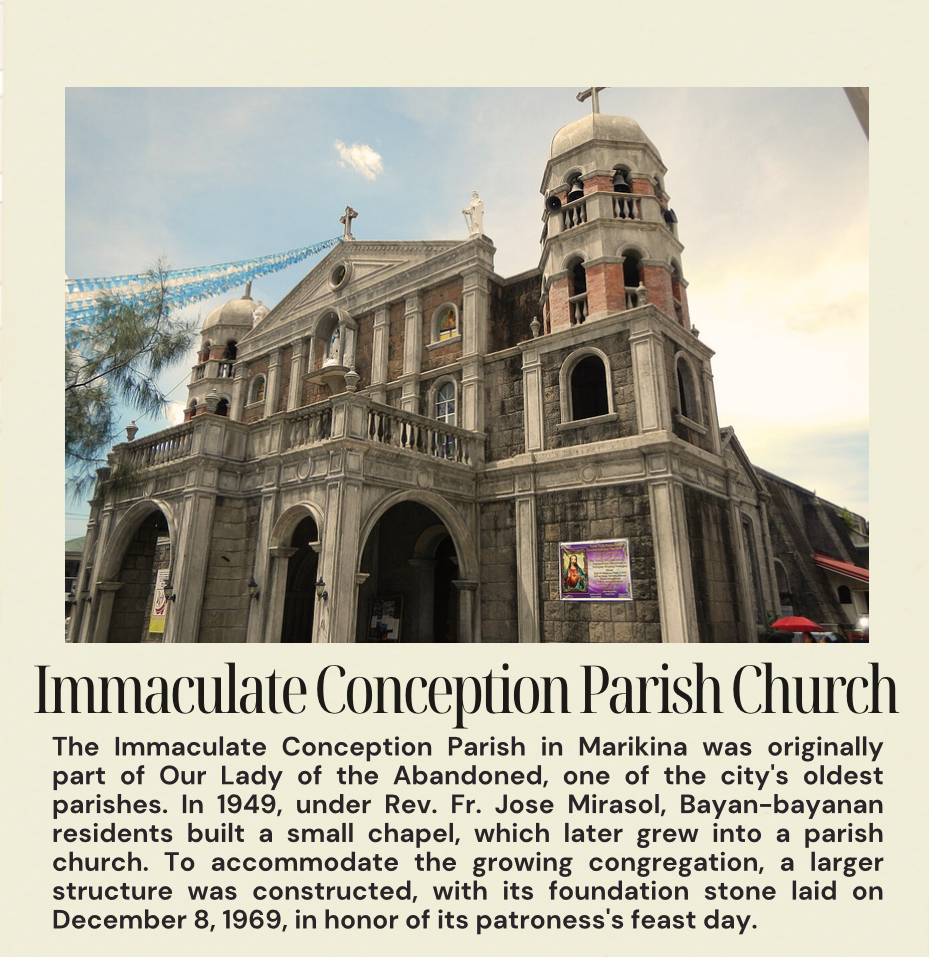 Immaculate Conception Parish Church
The Immaculate Conception Parish in Marikina was originally
part of Our Lady of the Abandoned, one of the city's oldest
parishes. In 1949, under Rev. Fr. Jose Mirasol, Bayan-bayanan
residents built a small chapel, which later grew into a parish
church. To accommodate the growing congregation, a larger
structure was constructed, with its foundation stone laid on
December 8, 1969, in honor of its patroness's feast day.